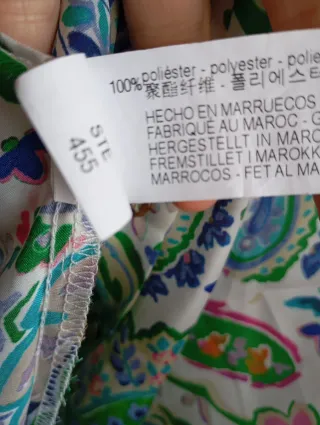 100% poliéster - polyester - polie
聚酯纤维 - 폴리에스터
HECHO EN MARRUECOS
FABRIQUÉ AU MAROC - G
HERGESTELLT IN MARO
FREMSTILLET I MAROKK
MARROCOS - FET AL MA
STE
455